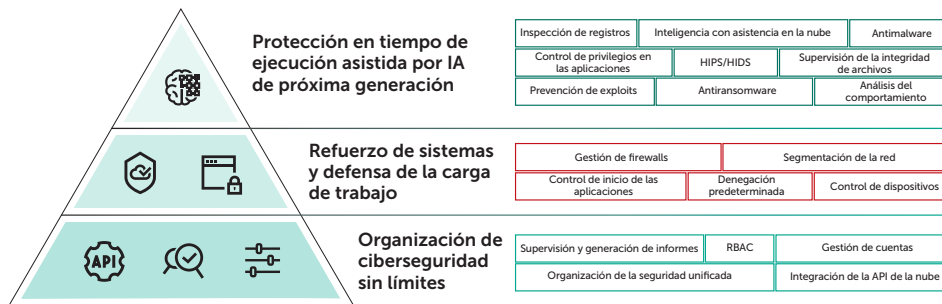 Protección en tiempo de
ejecución asistida por IA
de próxima generación
Inspección de registros
Inteligencia con asistencia en la nube
Antimalware
Control de privilegios en
las aplicaciones
HIPS/HIDS
Supervisión de la integridad
de archivos
Prevención de exploits
Antiransomware
Análisis del
comportamiento
Refuerzo de sistemas
y defensa de la carga
de trabajo
Gestión de firewalls
Segmentación de la red
Control de inicio de las
aplicaciones
Denegación
predeterminada
Control de dispositivos
API
Organización de
ciberseguridad
sin límites
Supervisión y generación de informes
RBAC
Gestión de cuentas
Organización de la seguridad unificada
Integración de la API de la nube